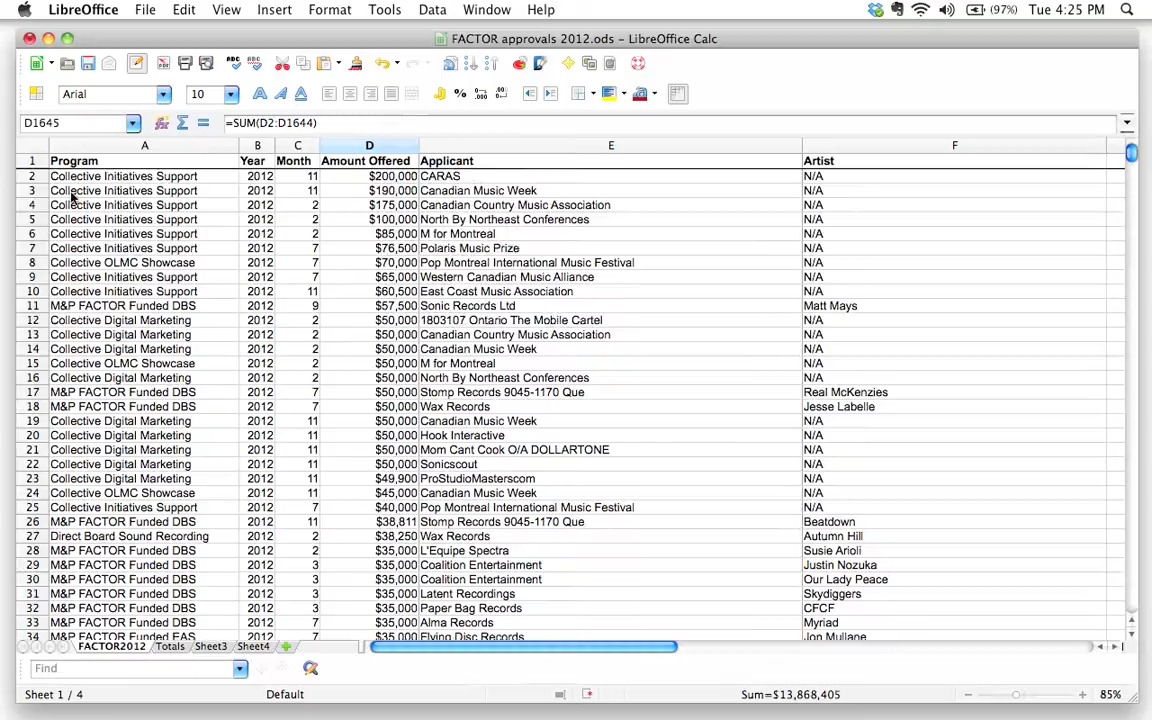 LibreOffice File Edit View Insert Format Tools Data Window Help (97%) Tue 4:25 PM
FACTOR approvals 2012.ods – LibreOffice Calc
Arial 10
D1645 =SUM(D2:D1644)
A B C D E F
1 Program Year Month Amount Offered Applicant Artist
2 Collective Initiatives Support 2012 11 $200,000 CARAS N/A
3 Collective Initiatives Support 2012 11 $190,000 Canadian Music Week N/A
4 Collective Initiatives Support 2012 2 $175,000 Canadian Country Music Association N/A
5 Collective Initiatives Support 2012 2 $100,000 North By Northeast Conferences N/A
6 Collective Initiatives Support 2012 2 $85,000 M for Montreal N/A
7 Collective Initiatives Support 2012 7 $76,500 Polaris Music Prize N/A
8 Collective OLMC Showcase 2012 7 $70,000 Pop Montreal International Music Festival N/A
9 Collective Initiatives Support 2012 7 $65,000 Western Canadian Music Alliance N/A
10 Collective Initiatives Support 2012 11 $60,500 East Coast Music Association N/A
11 M&P FACTOR Funded DBS 2012 9 $57,500 Sonic Records Ltd Matt Mays
12 Collective Digital Marketing 2012 2 $50,000 1803107 Ontario The Mobile Cartel N/A
13 Collective Digital Marketing 2012 2 $50,000 Canadian Country Music Association N/A
14 Collective Digital Marketing 2012 2 $50,000 Canadian Music Week N/A
15 Collective OLMC Showcase 2012 2 $50,000 M for Montreal N/A
16 Collective Digital Marketing 2012 2 $50,000 North By Northeast Conferences N/A
17 M&P FACTOR Funded DBS 2012 7 $50,000 Stomp Records 9045-1170 Que Real McKenzies
18 M&P FACTOR Funded DBS 2012 7 $50,000 Wax Records Jesse Labelle
19 Collective Digital Marketing 2012 11 $50,000 Canadian Music Week N/A
20 Collective Digital Marketing 2012 11 $50,000 Hook Interactive N/A
21 Collective Digital Marketing 2012 11 $50,000 Mom Cant Cook O/A DOLLARTONE N/A
22 Collective Digital Marketing 2012 11 $50,000 Sonicscout N/A
23 Collective Digital Marketing 2012 11 $49,900 ProStudioMasterscom N/A
24 Collective OLMC Showcase 2012 11 $45,000 Canadian Music Week N/A
25 Collective Initiatives Support 2012 7 $40,000 Pop Montreal International Music Festival N/A
26 M&P FACTOR Funded DBS 2012 11 $38,811 Stomp Records 9045-1170 Que Beatdown
27 Direct Board Sound Recording 2012 2 $38,250 Wax Records Autumn Hill
28 M&P FACTOR Funded DBS 2012 2 $35,000 L'Equipe Spectra Susie Arioli
29 M&P FACTOR Funded DBS 2012 3 $35,000 Coalition Entertainment Justin Nozuka
30 M&P FACTOR Funded DBS 2012 3 $35,000 Coalition Entertainment Our Lady Peace
31 M&P FACTOR Funded DBS 2012 3 $35,000 Latent Recordings Skydiggers
32 M&P FACTOR Funded DBS 2012 3 $35,000 Paper Bag Records CFCF
33 M&P FACTOR Funded DBS 2012 7 $35,000 Alma Records Myriad
34 M&P FACTOR Funded EAS 2012 7 $35,000 Flying Disc Records Jon Mullane
FACTOR2012 Totals Sheet3 Sheet4
Find
Sheet 1 / 4 Default Sum=$13,868,405 85%